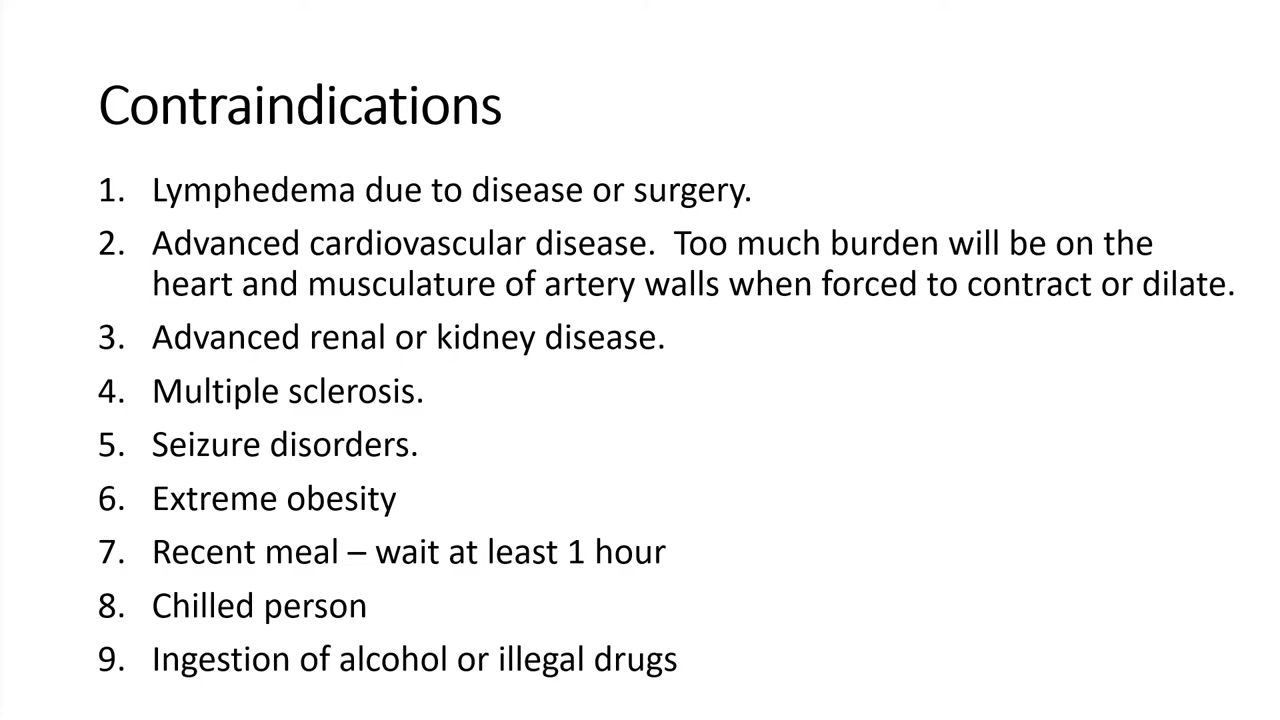 Contraindications
1. Lymphedema due to disease or surgery.
2. Advanced cardiovascular disease.  Too much burden will be on the
heart and musculature of artery walls when forced to contract or dilate.
3. Advanced renal or kidney disease.
4. Multiple sclerosis.
5. Seizure disorders.
6. Extreme obesity
7. Recent meal – wait at least 1 hour
8. Chilled person
9. Ingestion of alcohol or illegal drugs